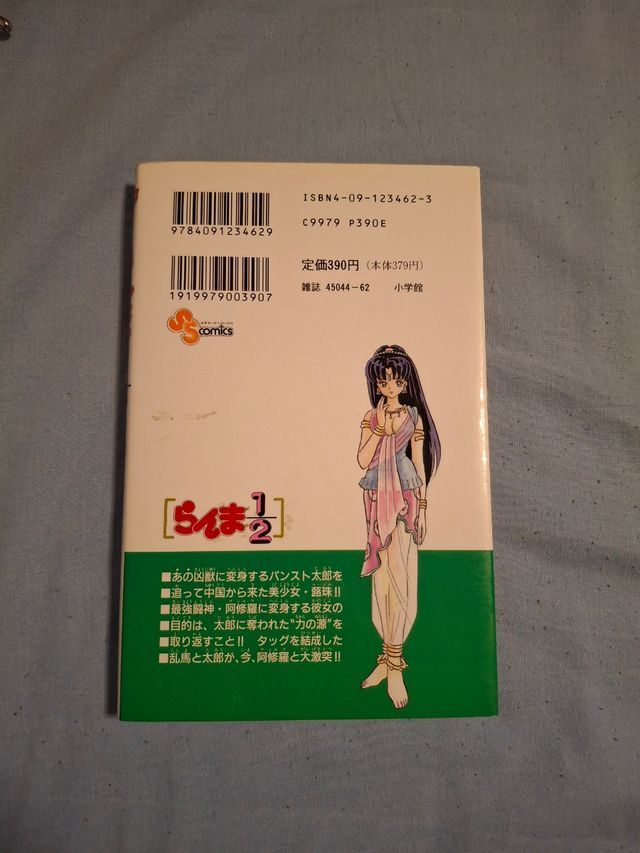 ISBN4-09-123462-3
9784091234629
C9979 P390E
定価390円(本体379円)
1919979003907
雑誌 45044-62 小学館
SS comics
[らんま1/2]
■あの凶獣に変身するパンスト太郎を
■追って中国から来た美少女・路珠!!
■最強闘神・阿修羅に変身する彼女の
■目的は、太郎に奪われた“力の源”を
■取り返すこと!! タッグを結成した
■乱馬と太郎が、今、阿修羅と大激突!!